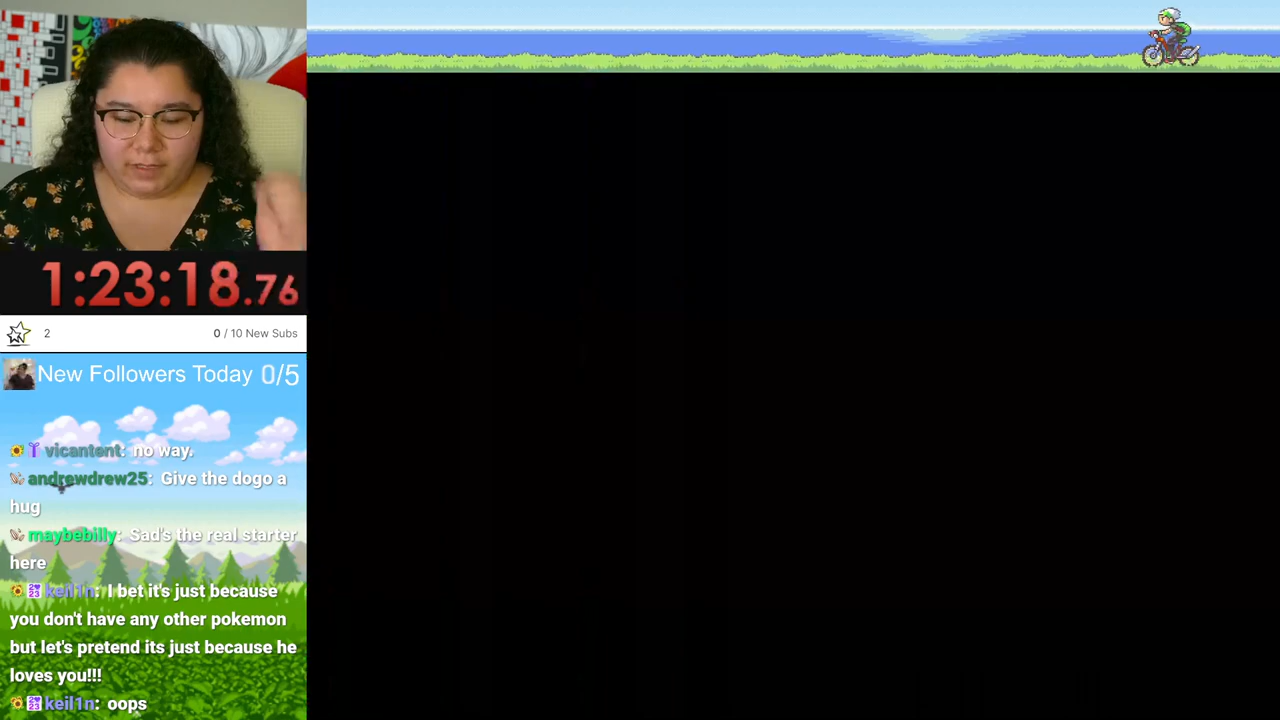 1:23:18.76
2
0 / 10 New Subs
New Followers Today 0/5
vicantent: no way.
andrewdrew25: Give the dogo a
hug
maybebilly: Sad's the real starter
here
keil1n: I bet it's just because
you don't have any other pokemon
but let's pretend its just because he
loves you!!!
keil1n: oops